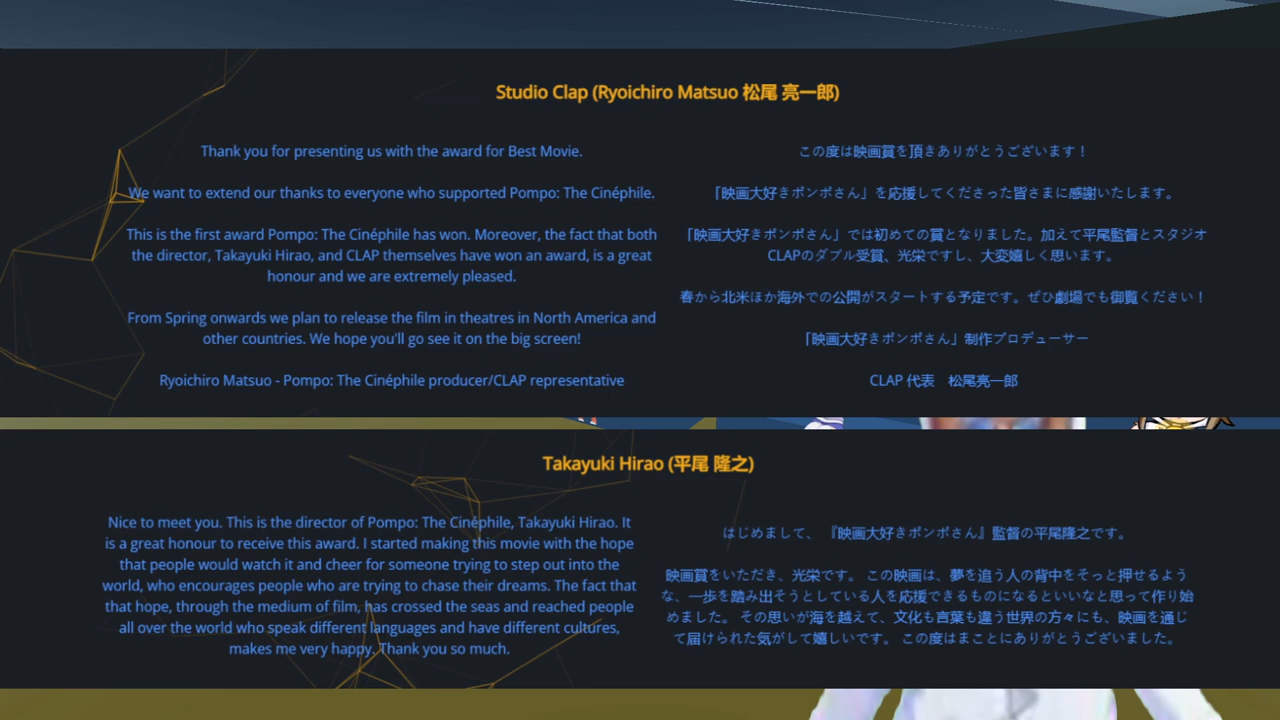 Studio Clap (Ryoichiro Matsuo 松尾 亮一郎)
Thank you for presenting us with the award for Best Movie.
We want to extend our thanks to everyone who supported Pompo: The Cinéphile.
This is the first award Pompo: The Cinéphile has won. Moreover, the fact that both
the director, Takayuki Hirao, and CLAP themselves have won an award, is a great
honour and we are extremely pleased.
From Spring onwards we plan to release the film in theatres in North America and
other countries. We hope you'll go see it on the big screen!
Ryoichiro Matsuo - Pompo: The Cinéphile producer/CLAP representative
この度は映画賞を頂きありがとうございます！
「映画大好きポンポさん」を応援してくださった皆さまに感謝いたします。
「映画大好きポンポさん」では初めての賞となりました。加えて平尾監督とスタジオ
CLAPのダブル受賞、光栄ですし、大変嬉しく思います。
春から北米ほか海外での公開がスタートする予定です。ぜひ劇場でも御覧ください！
「映画大好きポンポさん」制作プロデューサー
CLAP 代表　松尾亮一郎
Takayuki Hirao (平尾 隆之)
Nice to meet you. This is the director of Pompo: The Cinéphile, Takayuki Hirao. It
is a great honour to receive this award. I started making this movie with the hope
that people would watch it and cheer for someone trying to step out into the
world, who encourages people who are trying to chase their dreams. The fact that
that hope, through the medium of film, has crossed the seas and reached people
all over the world who speak different languages and have different cultures,
makes me very happy. Thank you so much.
はじめまして、 『映画大好きポンポさん』監督の平尾隆之です。
映画賞をいただき、光栄です。 この映画は、夢を追う人の背中をそっと押せるよう
な、一歩を踏み出そうとしている人を応援できるものになるといいなと思って作り始
めました。 その思いが海を越えて、文化も言葉も違う世界の方々にも、映画を通じ
て届けられた気がして嬉しいです。 この度はまことにありがとうございました。